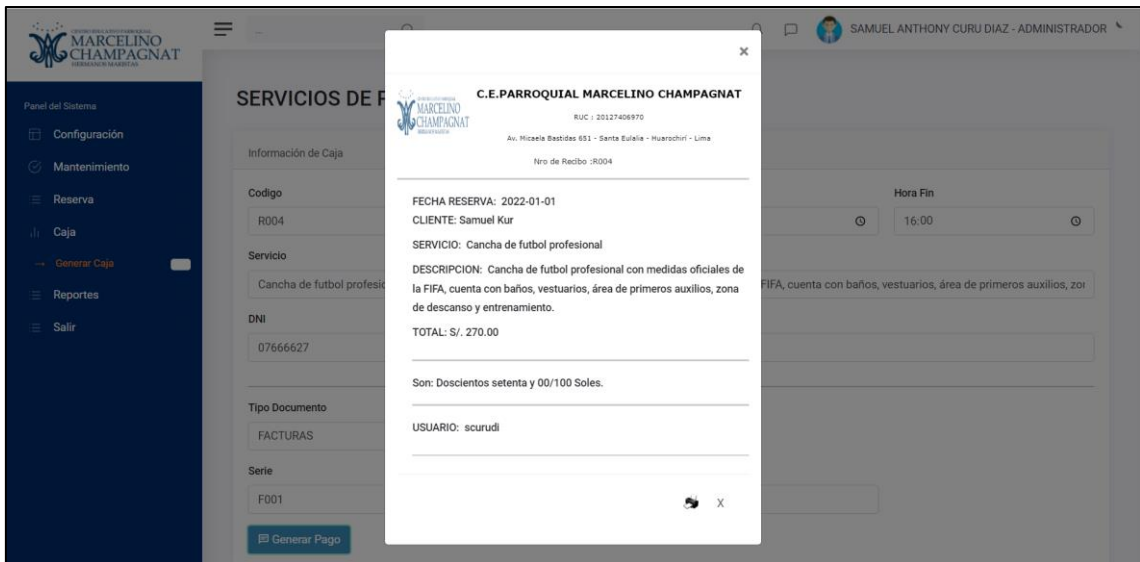 MARCELINO
CHAMPAGNAT
HERMANOS MARISTAS
...
SAMUEL ANTHONY CURU DIAZ - ADMINISTRADOR
Panel del Sistema
Configuración
Mantenimiento
Reserva
Caja
Generar Caja
Reportes
Salir
SERVICIOS DE
Información de Caja
Codigo
R004
Hora Fin
16:00
Servicio
Cancha de futbol profesio
FIFA, cuenta con baños, vestuarios, área de primeros auxilios, zo
DNI
07666627
Tipo Documento
FACTURAS
Serie
F001
Generar Pago
×
MARCELINO
CHAMPAGNAT
C.E.PARROQUIAL MARCELINO CHAMPAGNAT
RUC : 20127406970
Av. Micaela Bastidas 651 - Santa Eulalia - Huarochirí - Lima
Nro de Recibo :R004
FECHA RESERVA: 2022-01-01
CLIENTE: Samuel Kur
SERVICIO: Cancha de futbol profesional
DESCRIPCION: Cancha de futbol profesional con medidas oficiales de
la FIFA, cuenta con baños, vestuarios, área de primeros auxilios, zona
de descanso y entrenamiento.
TOTAL: S/. 270.00
Son: Doscientos setenta y 00/100 Soles.
USUARIO: scurudi
X